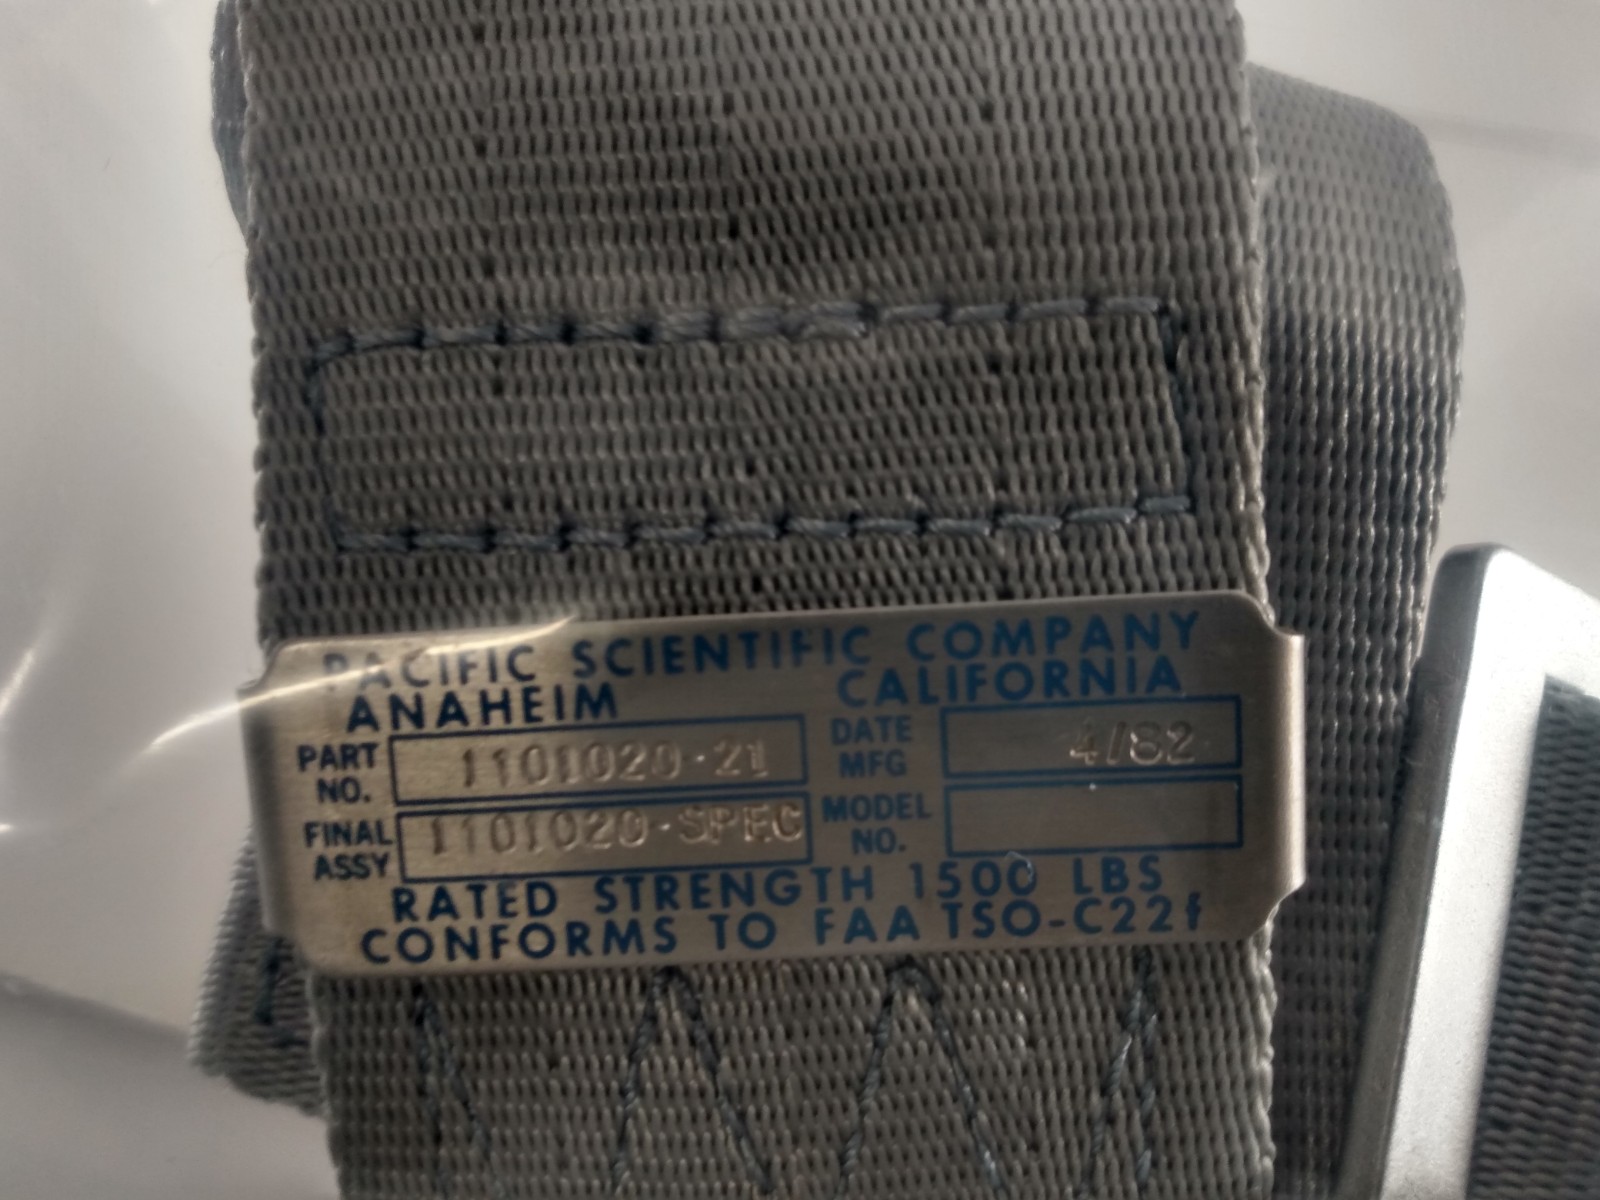 PACIFIC SCIENTIFIC COMPANY
ANAHEIM CALIFORNIA
PART NO. 1101020-21 DATE MFG 4/82
FINAL ASSY 1101020-SPEC MODEL NO.
RATED STRENGTH 1500 LBS
CONFORMS TO FAA TSO-C22f